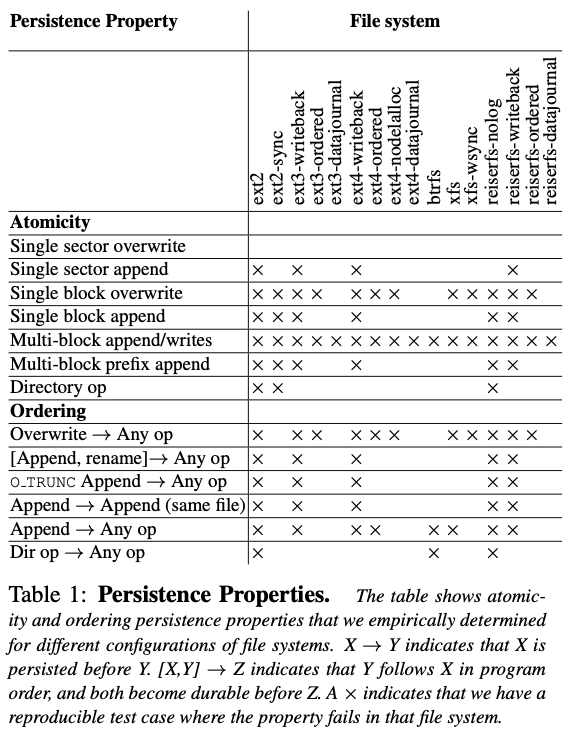 Persistence Property File system
ext2
ext2-sync
ext3-writeback
ext3-ordered
ext3-datajournal
ext4-writeback
ext4-ordered
ext4-nodelalloc
ext4-datajournal
btrfs
xfs
xfs-wsync
reiserfs-nolog
reiserfs-writeback
reiserfs-ordered
reiserfs-datajournal
Atomicity
Single sector overwrite
Single sector append × × × ×
Single block overwrite × × × × × × × × × × × ×
Single block append × × × × × ×
Multi-block append/writes × × × × × × × × × × × × × × × ×
Multi-block prefix append × × × × × ×
Directory op × × ×
Ordering
Overwrite → Any op × × × × × × × × × × ×
[Append, rename]→ Any op × × × × ×
O_TRUNC Append → Any op × × × × ×
Append → Append (same file) × × × × ×
Append → Any op × × × × × × × ×
Dir op → Any op × × ×
Table 1: Persistence Properties. The table shows atomic-
ity and ordering persistence properties that we empirically determined
for different configurations of file systems. X → Y indicates that X is
persisted before Y. [X,Y] → Z indicates that Y follows X in program
order, and both become durable before Z. A × indicates that we have a
reproducible test case where the property fails in that file system.